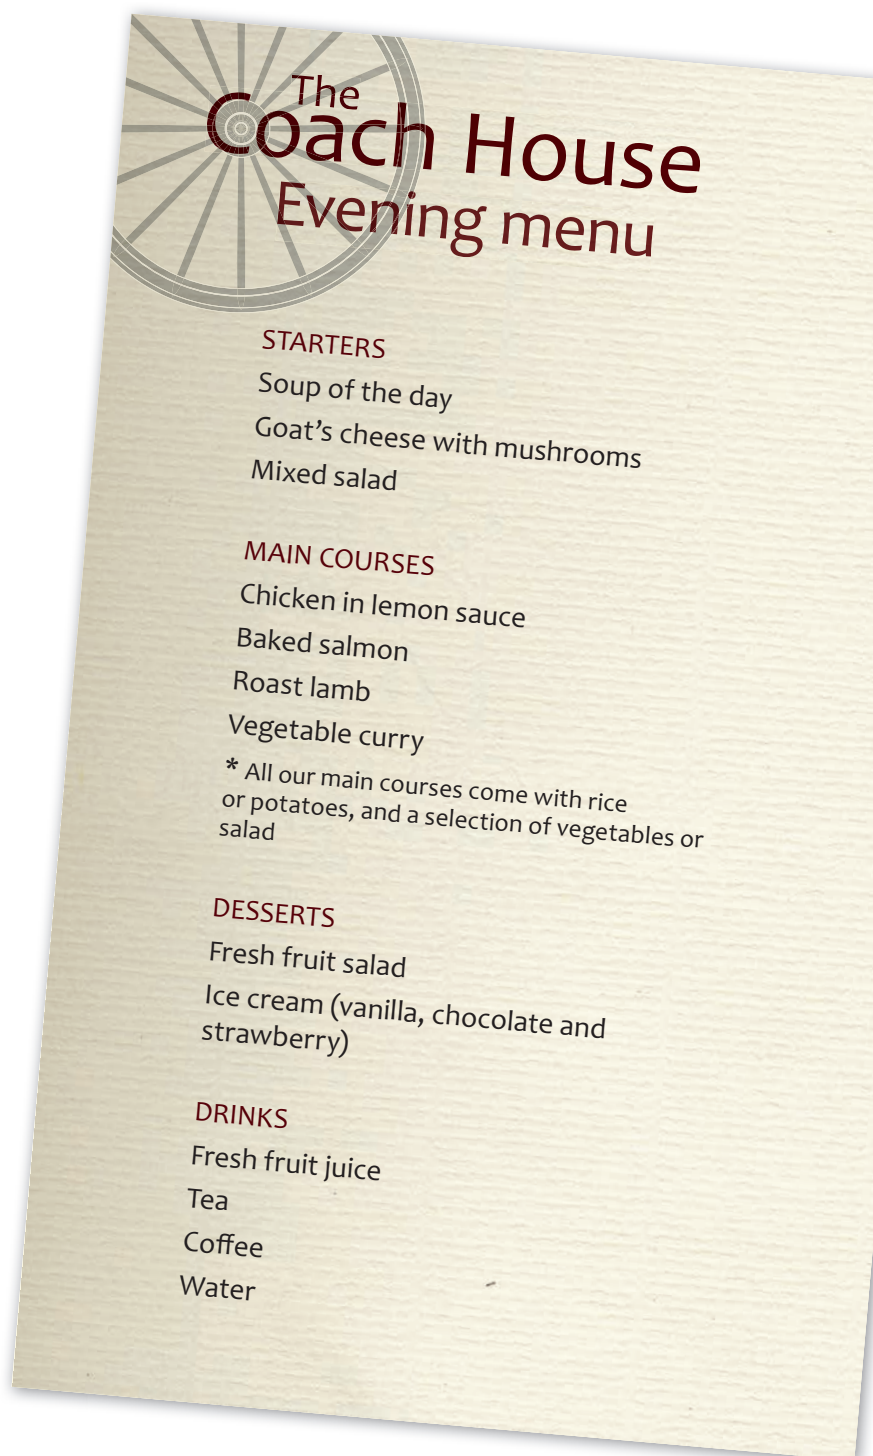 The
Coach House
Evening menu
STARTERS
Soup of the day
Goat’s cheese with mushrooms
Mixed salad
MAIN COURSES
Chicken in lemon sauce
Baked salmon
Roast lamb
Vegetable curry
* All our main courses come with rice
or potatoes, and a selection of vegetables or
salad
DESSERTS
Fresh fruit salad
Ice cream (vanilla, chocolate and
strawberry)
DRINKS
Fresh fruit juice
Tea
Coffee
Water